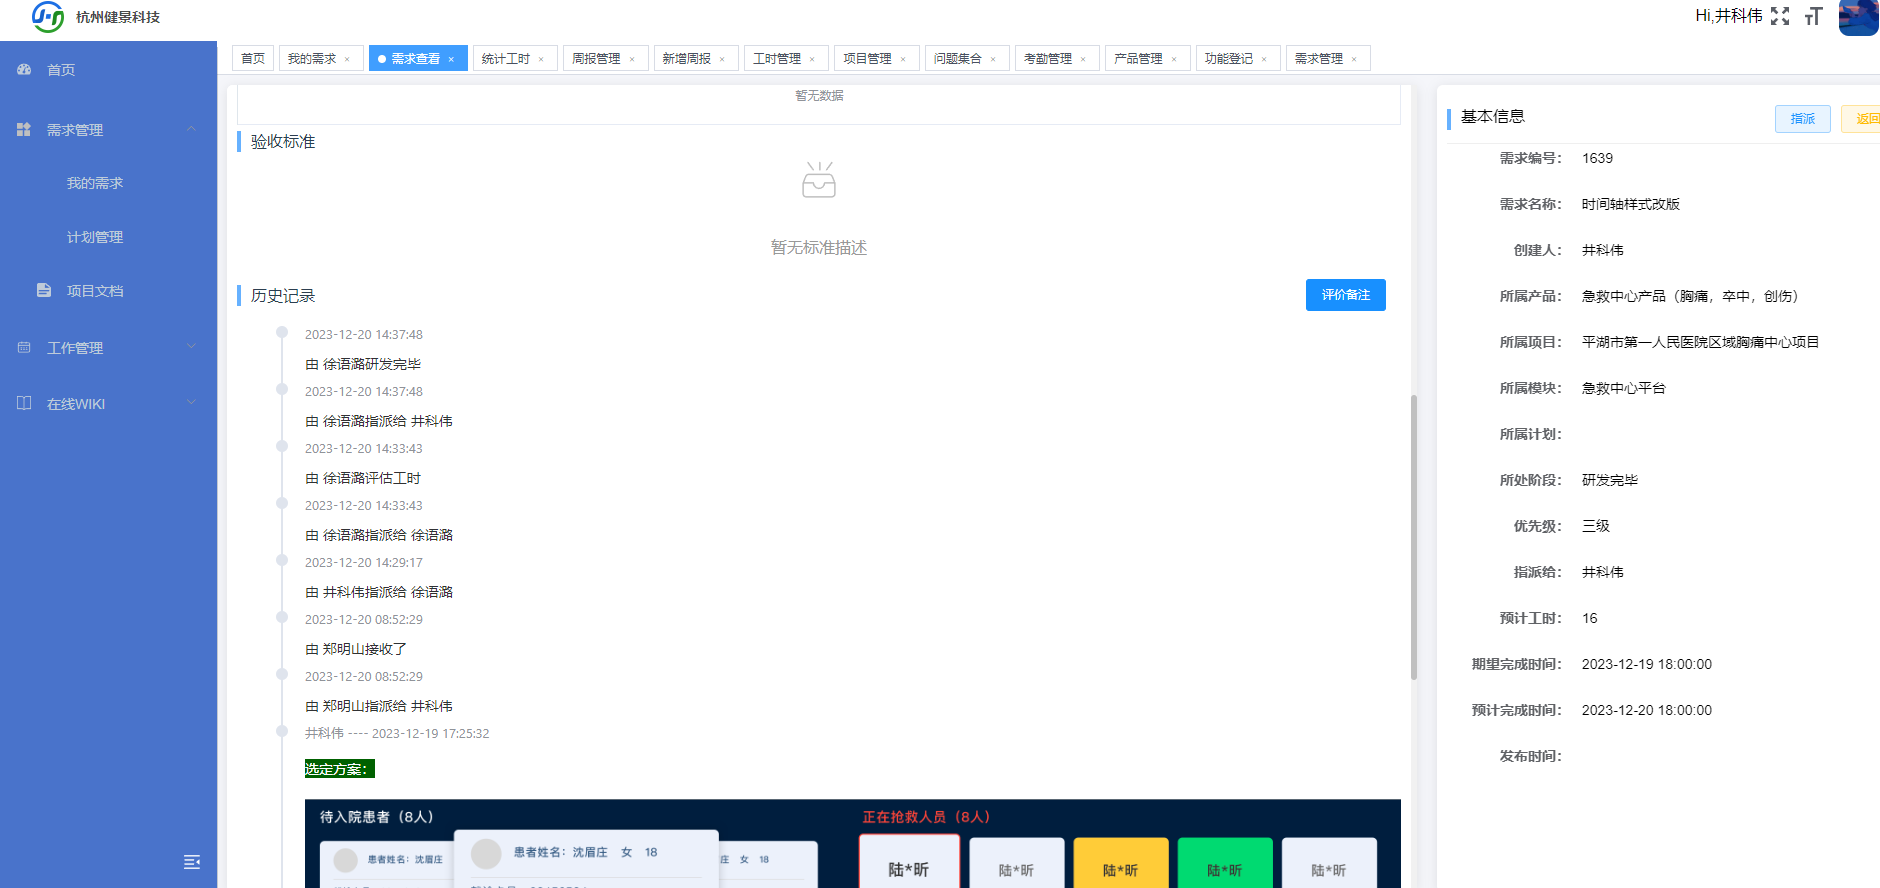 杭州健景科技
Hi,井科伟
首页
需求管理
我的需求
计划管理
项目文档
工作管理
在线WIKI
首页 我的需求 × 需求查看 × 统计工时 × 周报管理 × 新增周报 × 工时管理 × 项目管理 × 问题集合 × 考勤管理 × 产品管理 × 功能登记 × 需求管理 ×
暂无数据
验收标准
暂无标准描述
历史记录
评价备注
2023-12-20 14:37:48
由 徐语潞研发完毕
2023-12-20 14:37:48
由 徐语潞指派给 井科伟
2023-12-20 14:33:43
由 徐语潞评估工时
2023-12-20 14:33:43
由 徐语潞指派给 徐语潞
2023-12-20 14:29:17
由 井科伟指派给 徐语潞
2023-12-20 08:52:29
由 郑明山接收了
2023-12-20 08:52:29
由 郑明山指派给 井科伟
井科伟 ---- 2023-12-19 17:25:32
选定方案：
待入院患者（8人）
正在抢救人员（8人）
患者姓名：沈眉庄
患者姓名：沈眉庄 女 18
庄 女 18
陆*昕 陆*昕 陆*昕 陆*昕 陆*昕
基本信息
指派
返回
需求编号： 1639
需求名称： 时间轴样式改版
创建人： 井科伟
所属产品： 急救中心产品（胸痛，卒中，创伤）
所属项目： 平湖市第一人民医院区域胸痛中心项目
所属模块： 急救中心平台
所属计划：
所处阶段： 研发完毕
优先级： 三级
指派给： 井科伟
预计工时： 16
期望完成时间： 2023-12-19 18:00:00
预计完成时间： 2023-12-20 18:00:00
发布时间：